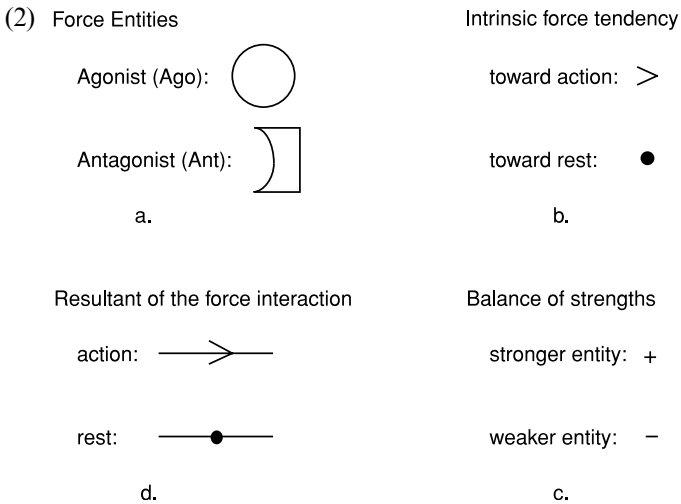 (2) Force Entities
Agonist (Ago):
Antagonist (Ant):
a.
Intrinsic force tendency
toward action: >
toward rest: ●
b.
Resultant of the force interaction
action:
rest:
d.
Balance of strengths
stronger entity: +
weaker entity: −
c.